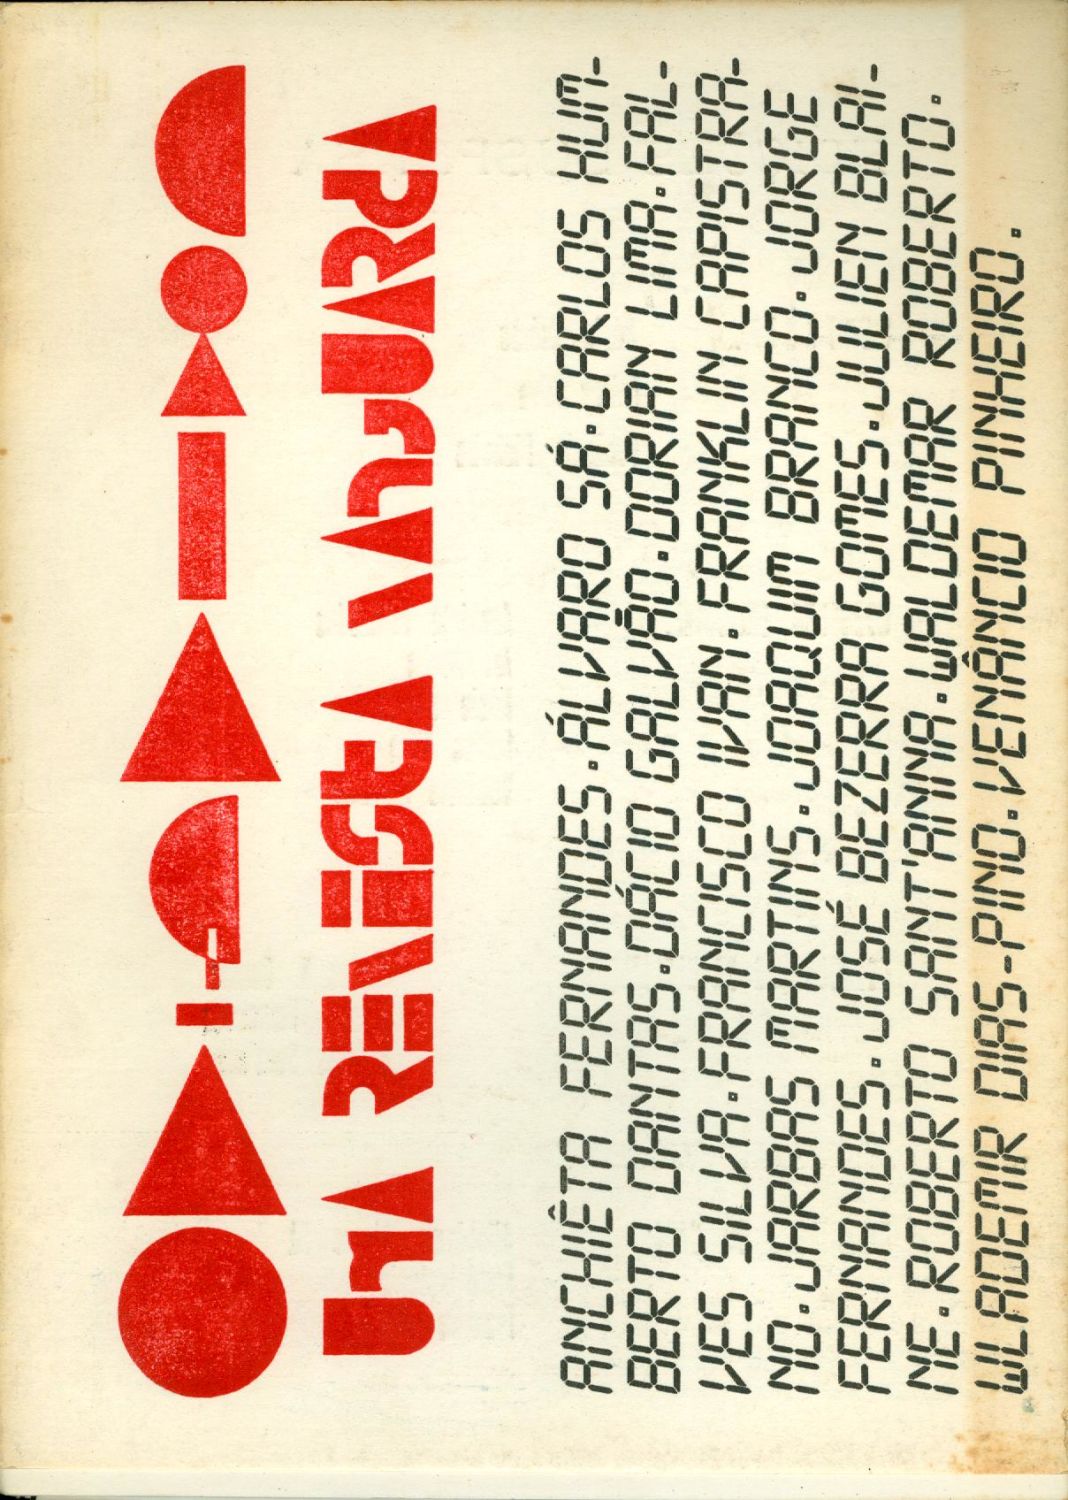 UNA REVISTA VANGUARDA
ANCHIÊTA FERNANDES.ÁLVARO SÁ.CARLOS HUM-
BERTO DANTAS.DÁCIO GALVÃO.DORIAN LIMA.FAL-
VES SILVA.FRANCISCO IVAN.FRANKLIN CAPISTRA-
NO.JARBAS MARTÍNS.JOAQUIM BRANCO.JORGE
FERNANDES.JOSÉ BEZERRA GOMES.JULIEN BLAI-
NE.ROBERTO SANT'ANNA.WALDEMAR ROBERTO.
WLADEMIR DIAS-PINO.VENÂNCIO PINHEIRO.